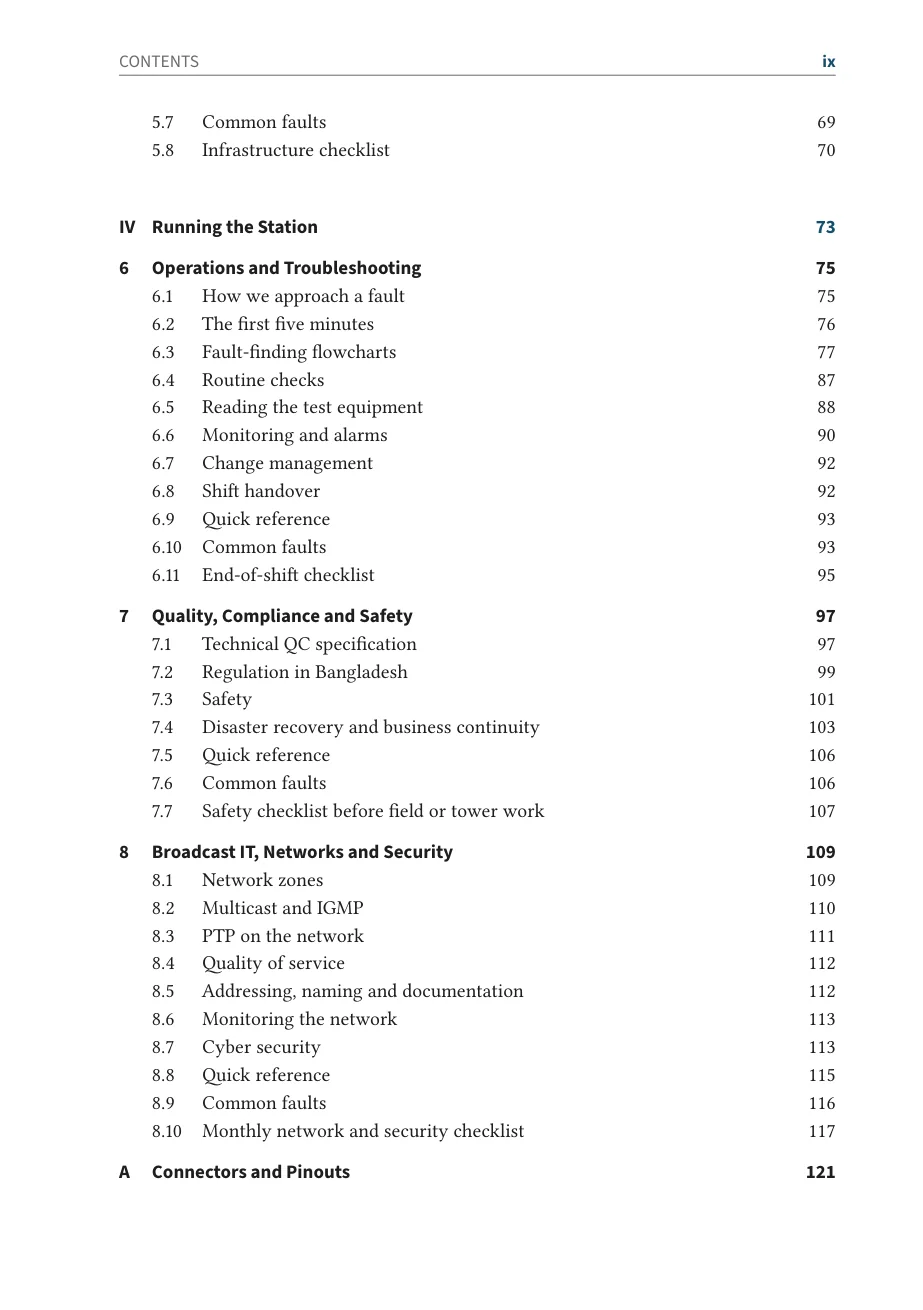 CONTENTS ix
5.7 Common faults 69
5.8 Infrastructure checklist 70
IV Running the Station 73
6 Operations and Troubleshooting 75
6.1 How we approach a fault 75
6.2 The first five minutes 76
6.3 Fault-finding flowcharts 77
6.4 Routine checks 87
6.5 Reading the test equipment 88
6.6 Monitoring and alarms 90
6.7 Change management 92
6.8 Shift handover 92
6.9 Quick reference 93
6.10 Common faults 93
6.11 End-of-shift checklist 95
7 Quality, Compliance and Safety 97
7.1 Technical QC specification 97
7.2 Regulation in Bangladesh 99
7.3 Safety 101
7.4 Disaster recovery and business continuity 103
7.5 Quick reference 106
7.6 Common faults 106
7.7 Safety checklist before field or tower work 107
8 Broadcast IT, Networks and Security 109
8.1 Network zones 109
8.2 Multicast and IGMP 110
8.3 PTP on the network 111
8.4 Quality of service 112
8.5 Addressing, naming and documentation 112
8.6 Monitoring the network 113
8.7 Cyber security 113
8.8 Quick reference 115
8.9 Common faults 116
8.10 Monthly network and security checklist 117
A Connectors and Pinouts 121